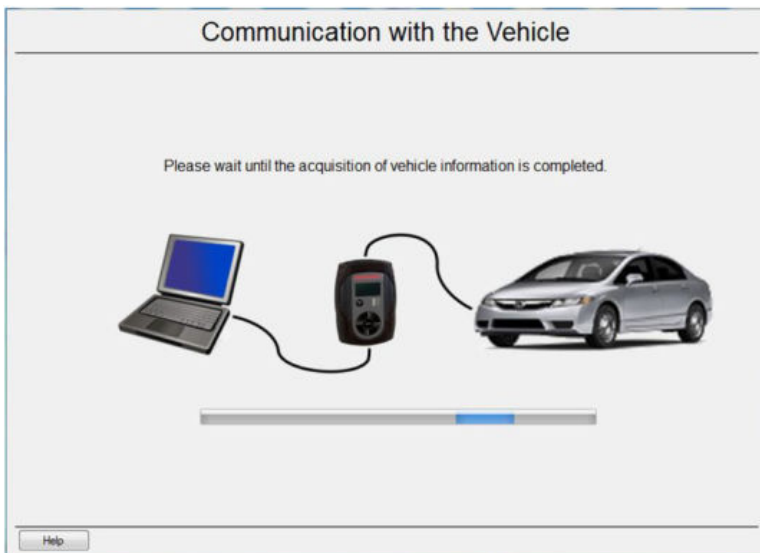 Communication with the Vehicle
Please wait until the acquisition of vehicle information is completed.
Help